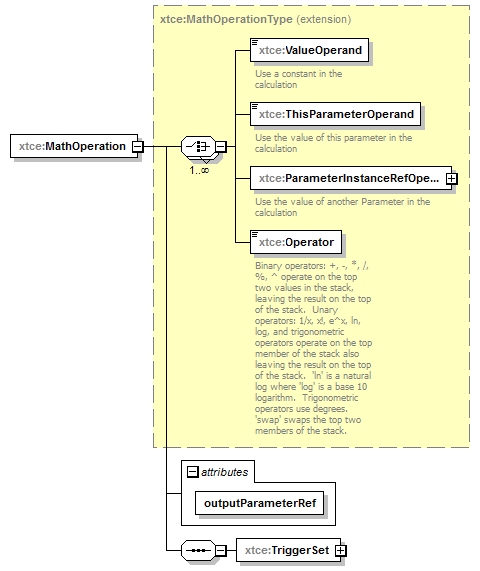 xtce:MathOperationType (extension)
xtce:ValueOperand
Use a constant in the
calculation
xtce:ThisParameterOperand
Use the value of this parameter in the
calculation
xtce:MathOperation
1..∞
xtce:ParameterInstanceRefOpe...
Use the value of another Parameter in the
calculation
xtce:Operator
Binary operators: +, -, *, /,
%, ^ operate on the top
two values in the stack,
leaving the result on the top
of the stack.  Unary
operators: 1/x, x!, e^x, ln,
log, and trigonometric
operators operate on the top
member of the stack also
leaving the result on the top
of the stack.  'ln' is a natural
log where 'log' is a base 10
logarithm.  Trigonometric
operators use degrees.
'swap' swaps the top two
members of the stack.
attributes
outputParameterRef
xtce:TriggerSet